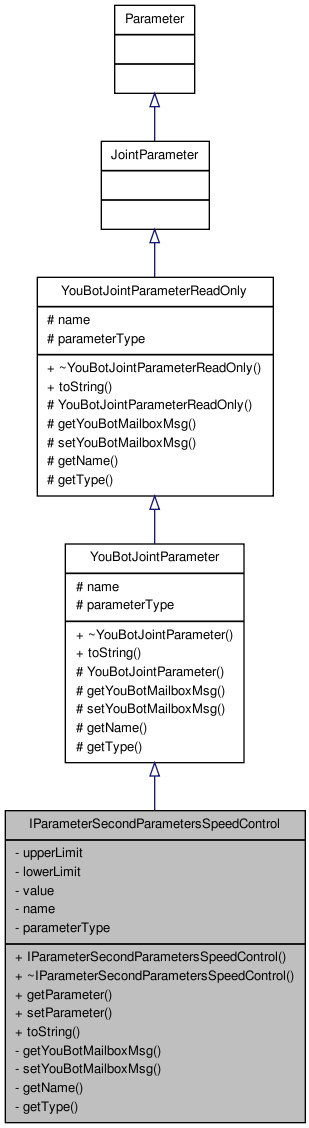 Parameter
JointParameter
YouBotJointParameterReadOnly
# name
# parameterType
+ ~YouBotJointParameterReadOnly()
+ toString()
# YouBotJointParameterReadOnly()
# getYouBotMailboxMsg()
# setYouBotMailboxMsg()
# getName()
# getType()
YouBotJointParameter
# name
# parameterType
+ ~YouBotJointParameter()
+ toString()
# YouBotJointParameter()
# getYouBotMailboxMsg()
# setYouBotMailboxMsg()
# getName()
# getType()
IParameterSecondParametersSpeedControl
- upperLimit
- lowerLimit
- value
- name
- parameterType
+ IParameterSecondParametersSpeedControl()
+ ~IParameterSecondParametersSpeedControl()
+ getParameter()
+ setParameter()
+ toString()
- getYouBotMailboxMsg()
- setYouBotMailboxMsg()
- getName()
- getType()